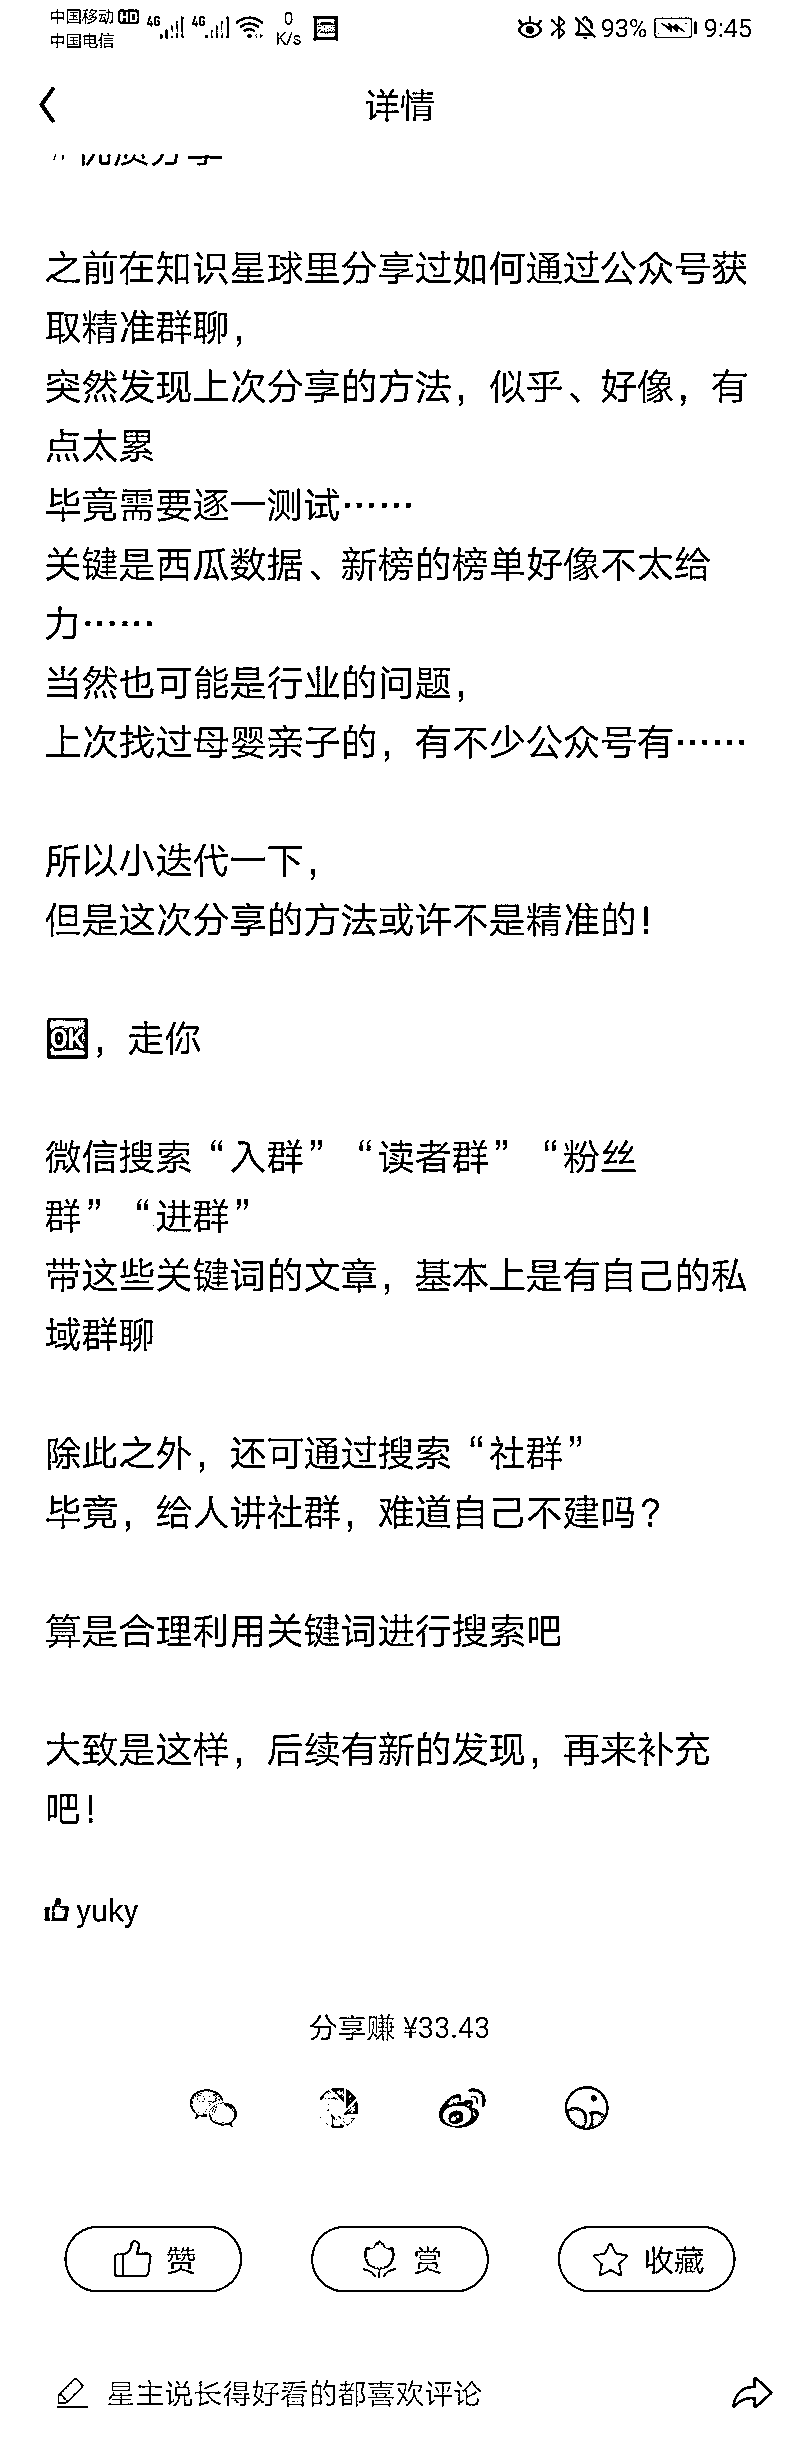 中国移动 HD 4G 4G 0 K/s 93% 9:45
中国电信
详情
# 优质分享
之前在知识星球里分享过如何通过公众号获
取精准群聊，
突然发现上次分享的方法，似乎、好像，有
点太累
毕竟需要逐一测试……
关键是西瓜数据、新榜的榜单好像不太给
力……
当然也可能是行业的问题，
上次找过母婴亲子的，有不少公众号有……
所以小迭代一下，
但是这次分享的方法或许不是精准的！
OK，走你
微信搜索“入群”“读者群”“粉丝
群”“进群”
带这些关键词的文章，基本上是有自己的私
域群聊
除此之外，还可通过搜索“社群”
毕竟，给人讲社群，难道自己不建吗？
算是合理利用关键词进行搜索吧
大致是这样，后续有新的发现，再来补充
吧！
yuky
分享赚 ¥33.43
赞 赏 收藏
星主说长得好看的都喜欢评论